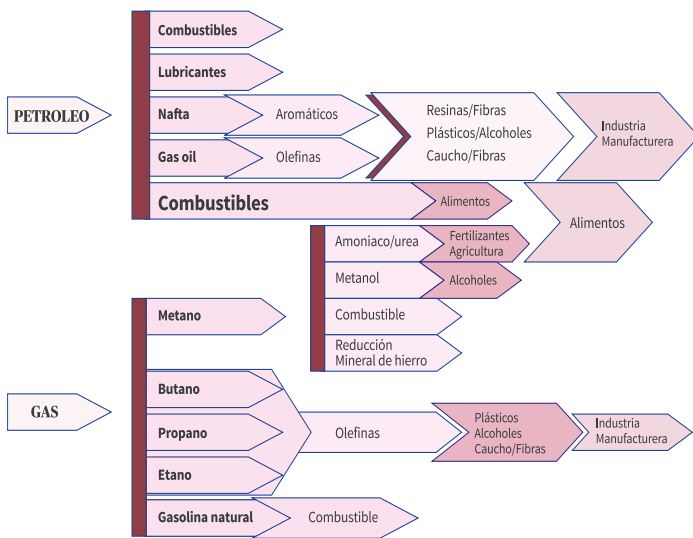 Combustibles
Lubricantes
PETROLEO
Nafta
Aromáticos
Gas oil
Olefinas
Resinas/Fibras
Plásticos/Alcoholes
Caucho/Fibras
Industria
Manufacturera
Combustibles
Alimentos
Alimentos
Amoniaco/urea
Fertilizantes
Agricultura
Metanol
Alcoholes
Metano
Combustible
Reducción
Mineral de hierro
GAS
Butano
Propano
Etano
Olefinas
Plásticos
Alcoholes
Caucho/Fibras
Industria
Manufacturera
Gasolina natural
Combustible